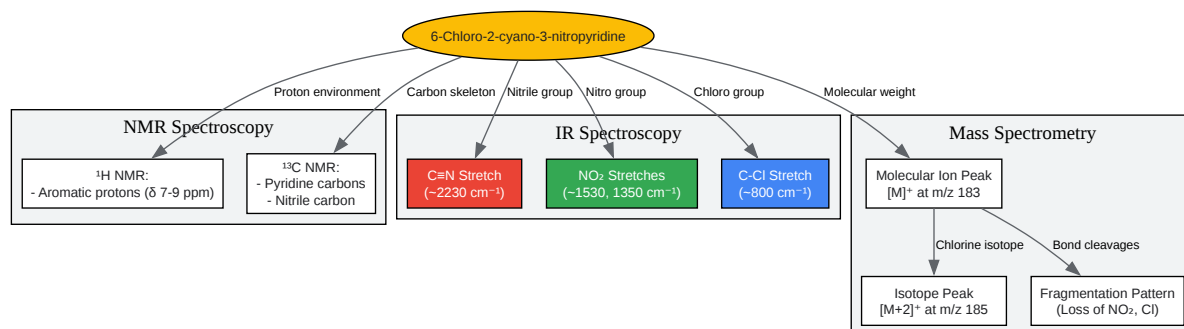 6-Chloro-2-cyano-3-nitropyridine
Proton environment
Carbon skeleton
Nitrile group
Nitro group
Chloro group
Molecular weight
NMR Spectroscopy
¹H NMR:
- Aromatic protons (δ 7-9 ppm)
¹³C NMR:
- Pyridine carbons
- Nitrile carbon
IR Spectroscopy
C≡N Stretch
(~2230 cm⁻¹)
NO₂ Stretches
(~1530, 1350 cm⁻¹)
C-Cl Stretch
(~800 cm⁻¹)
Mass Spectrometry
Molecular Ion Peak
[M]⁺ at m/z 183
Chlorine isotope
Bond cleavages
Isotope Peak
[M+2]⁺ at m/z 185
Fragmentation Pattern
(Loss of NO₂, Cl)